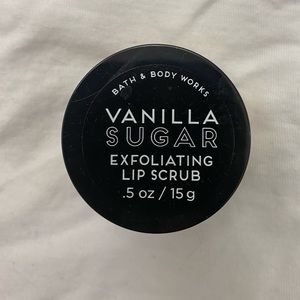 BATH & BODY WORKS
VANILLA
SUGAR
EXFOLIATING
LIP SCRUB
.5 oz / 15 g